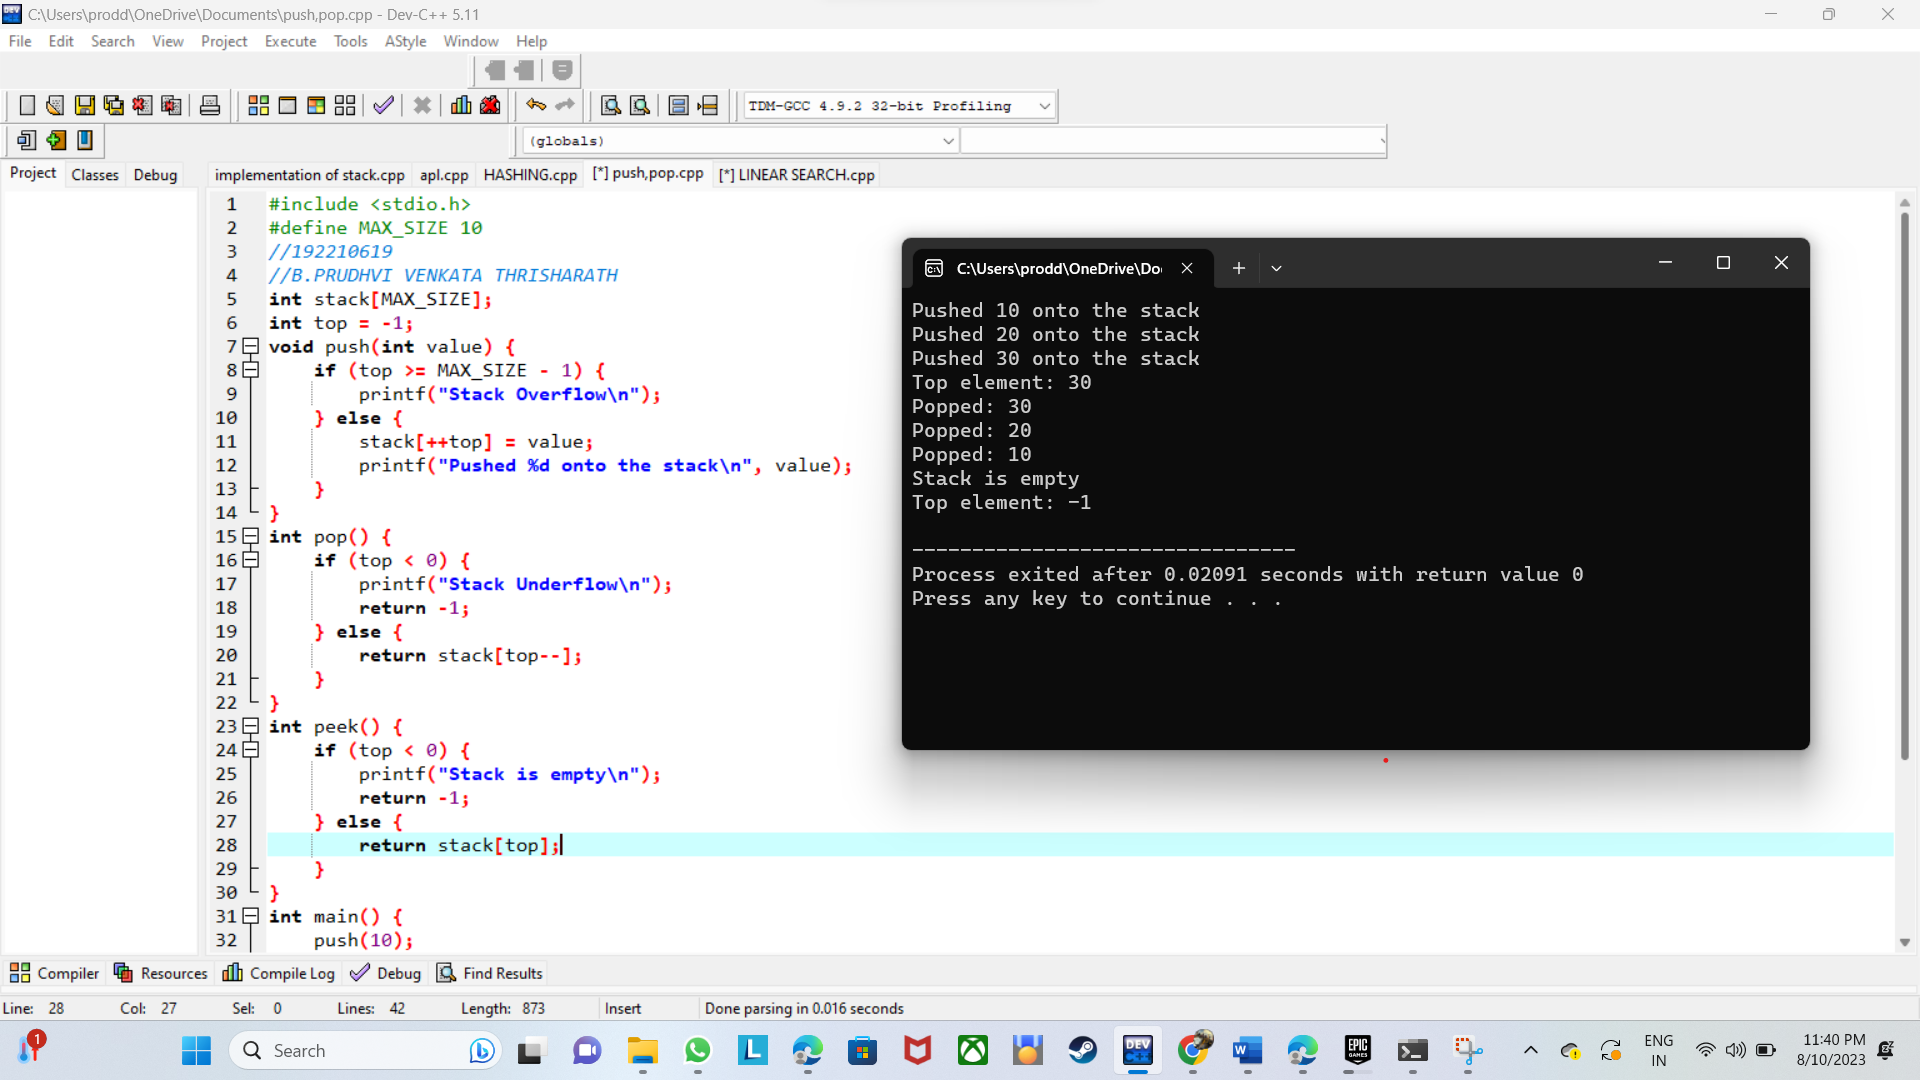 C:\Users\prodd\OneDrive\Documents\push,pop.cpp - Dev-C++ 5.11
File Edit Search View Project Execute Tools AStyle Window Help
TDM-GCC 4.9.2 32-bit Profiling
(globals)
Project Classes Debug
implementation of stack.cpp apl.cpp HASHING.cpp [*] push,pop.cpp [*] LINEAR SEARCH.cpp
1 #include <stdio.h>
2 #define MAX_SIZE 10
3 //192210619
4 //B.PRUDHVI VENKATA THRISHARATH
5 int stack[MAX_SIZE];
6 int top = -1;
7 void push(int value) {
8 if (top >= MAX_SIZE - 1) {
9 printf("Stack Overflow\n");
10 } else {
11 stack[++top] = value;
12 printf("Pushed %d onto the stack\n", value);
13 }
14 }
15 int pop() {
16 if (top < 0) {
17 printf("Stack Underflow\n");
18 return -1;
19 } else {
20 return stack[top--];
21 }
22 }
23 int peek() {
24 if (top < 0) {
25 printf("Stack is empty\n");
26 return -1;
27 } else {
28 return stack[top];
29 }
30 }
31 int main() {
32 push(10);
C:\Users\prodd\OneDrive\Do
Pushed 10 onto the stack
Pushed 20 onto the stack
Pushed 30 onto the stack
Top element: 30
Popped: 30
Popped: 20
Popped: 10
Stack is empty
Top element: -1
--------------------------------
Process exited after 0.02091 seconds with return value 0
Press any key to continue . . .
Compiler Resources Compile Log Debug Find Results
Line: 28 Col: 27 Sel: 0 Lines: 42 Length: 873 Insert Done parsing in 0.016 seconds
1
Search
L
DEV C++
W
EPIC GAMES
ENG
IN
11:40 PM
8/10/2023